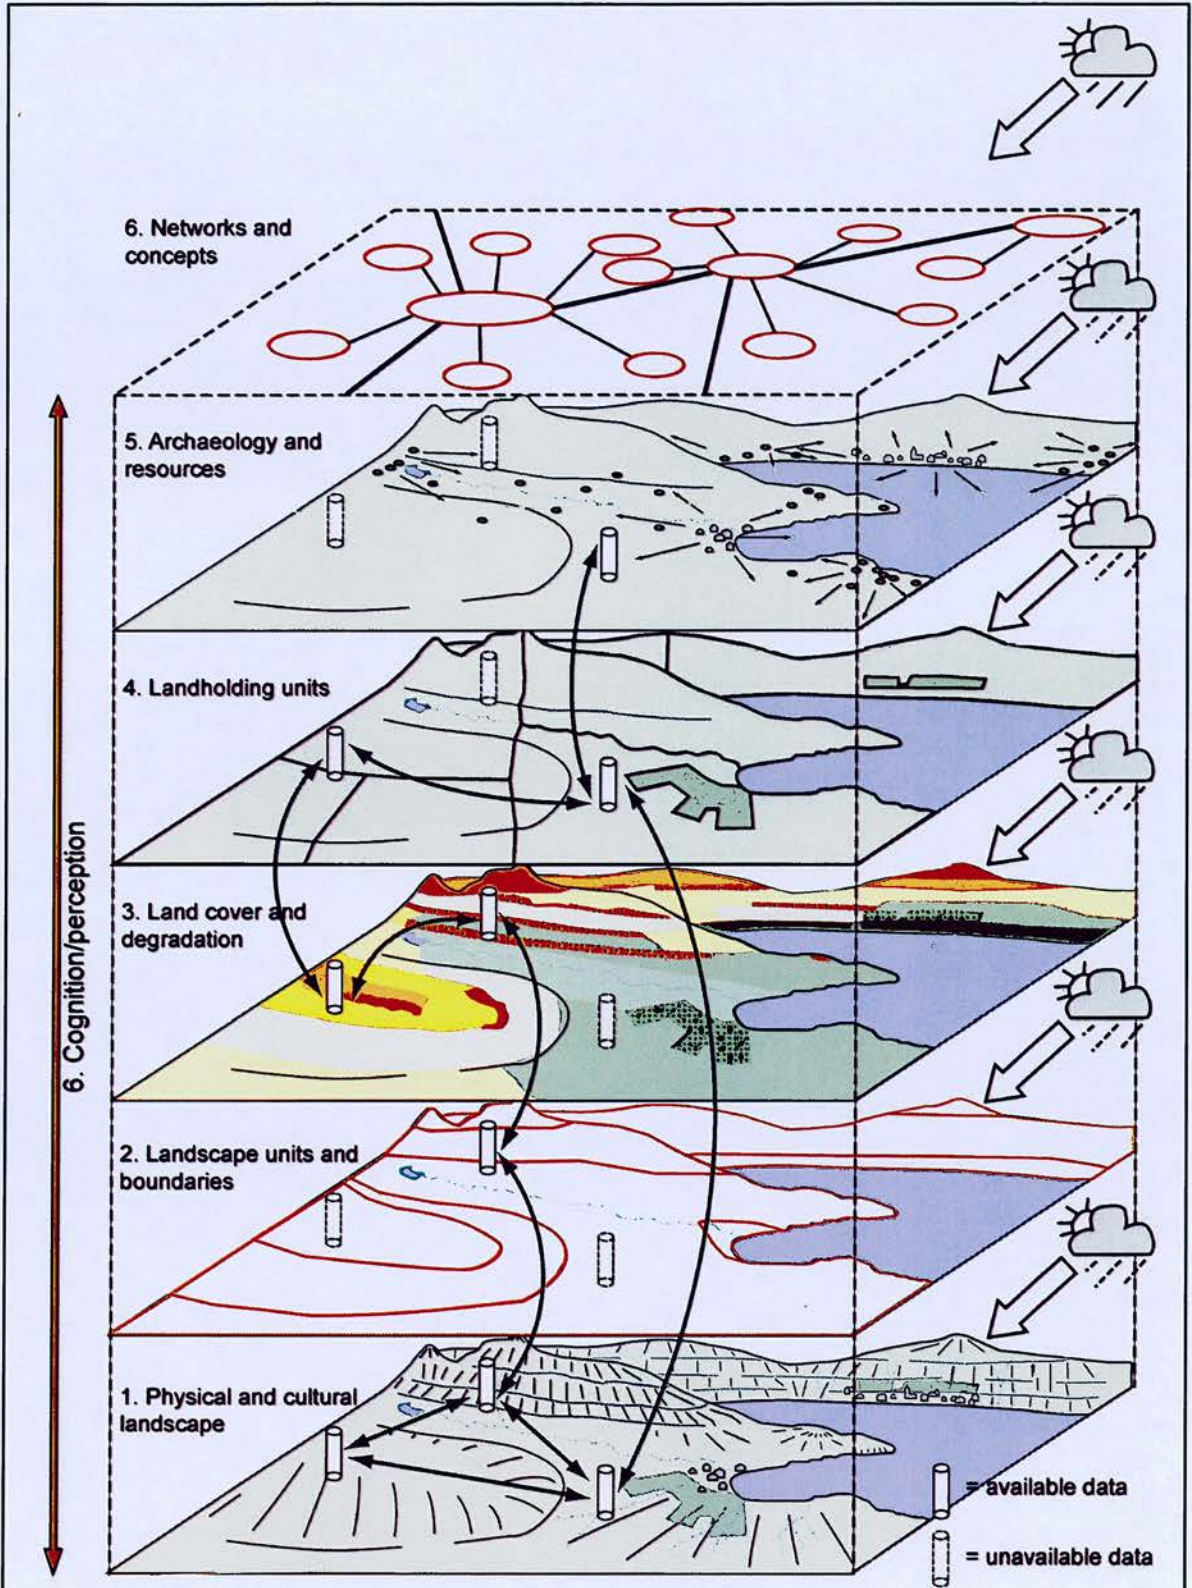 6. Networks and
concepts
5. Archaeology and
resources
4. Landholding units
3. Land cover and
degradation
6. Cognition/perception
2. Landscape units and
boundaries
1. Physical and cultural
landscape
= available data
= unavailable data